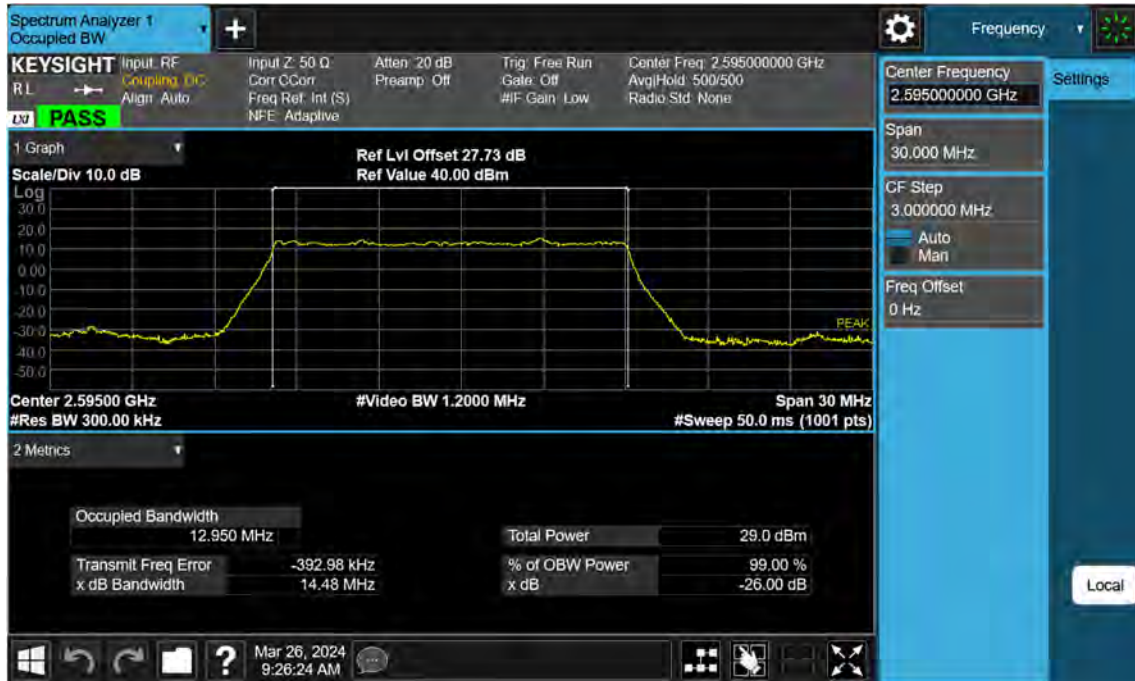 Spectrum Analyzer 1
Occupied BW
+
Frequency
KEYSIGHT
RL
LXI
PASS
Input: RF
Coupling: DC
Align: Auto
Input Z: 50 Ω
Corr CCorr
Freq Ref: Int (S)
NFE: Adaptive
Atten: 20 dB
Preamp: Off
Trig: Free Run
Gate: Off
#IF Gain: Low
Center Freq: 2.595000000 GHz
Avg|Hold: 500/500
Radio Std: None
Center Frequency
2.595000000 GHz
Settings
Span
30.000 MHz
CF Step
3.000000 MHz
Auto
Man
Freq Offset
0 Hz
Local
1 Graph
Scale/Div 10.0 dB
Ref Lvl Offset 27.73 dB
Ref Value 40.00 dBm
Log
30.0
20.0
10.0
0.00
-10.0
-20.0
-30.0
-40.0
-50.0
PEAK
Center 2.59500 GHz
#Video BW 1.2000 MHz
Span 30 MHz
#Res BW 300.00 kHz
#Sweep 50.0 ms (1001 pts)
2 Metrics
Occupied Bandwidth
12.950 MHz
Total Power 29.0 dBm
Transmit Freq Error -392.98 kHz
% of OBW Power 99.00 %
x dB Bandwidth 14.48 MHz
x dB -26.00 dB
?
Mar 26, 2024
9:26:24 AM